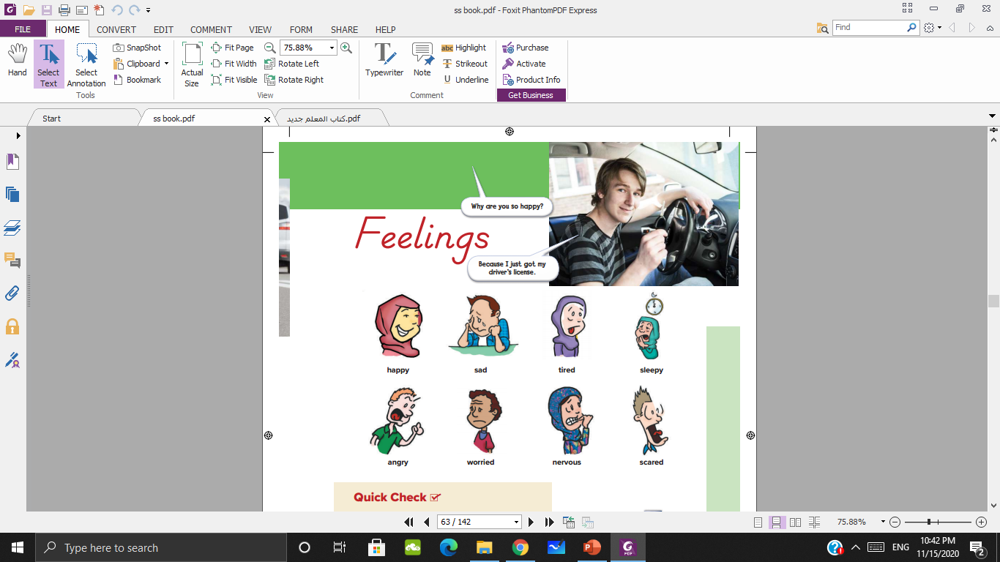 ss book.pdf - Foxit PhantomPDF Express
FILE HOME CONVERT EDIT COMMENT VIEW FORM SHARE HELP
Find
Hand
Select Text
Select Annotation
SnapShot
Clipboard
Bookmark
Tools
Actual Size
Fit Page
Fit Width
Fit Visible
75.88%
Rotate Left
Rotate Right
View
Typewriter
Note
abc Highlight
T Strikeout
U Underline
Comment
Purchase
Activate
Product Info
Get Business
Start
ss book.pdf
كتاب المعلم جديد.pdf
Why are you so happy?
Feelings
Because I just got my
driver's license.
happy sad tired sleepy
angry worried nervous scared
Quick Check
63 / 142
75.88%
Type here to search
PDF
ENG
10:42 PM
11/15/2020
2